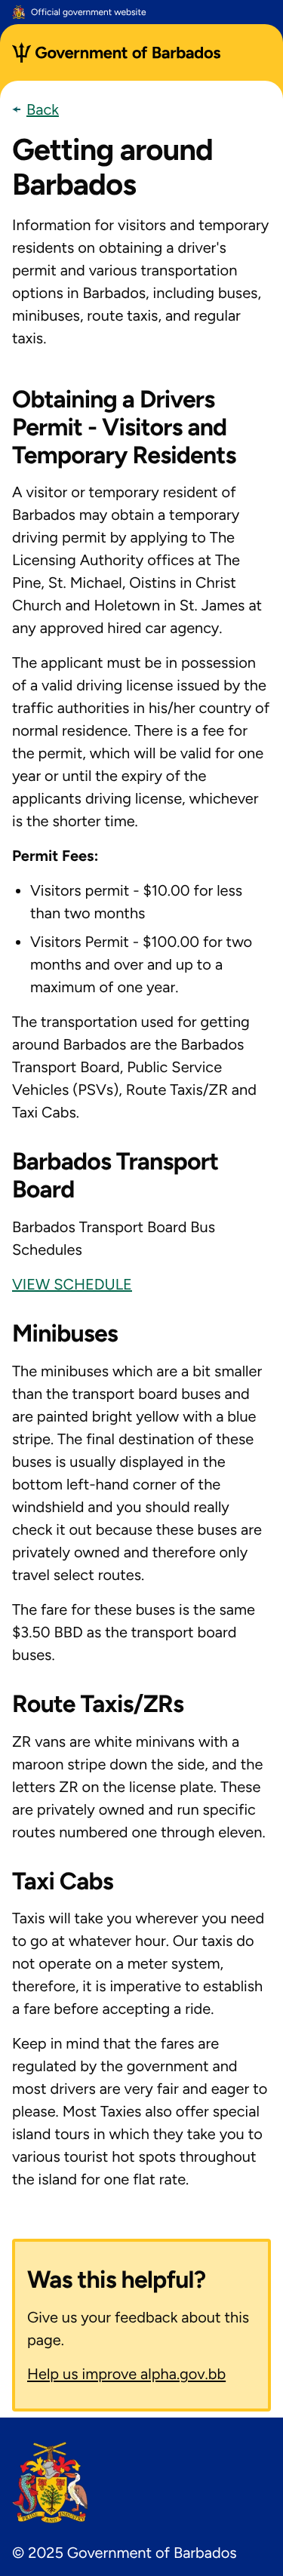 Official government website
Government of Barbados
← Back
Getting around
Barbados
Information for visitors and temporary
residents on obtaining a driver's
permit and various transportation
options in Barbados, including buses,
minibuses, route taxis, and regular
taxis.
Obtaining a Drivers
Permit - Visitors and
Temporary Residents
A visitor or temporary resident of
Barbados may obtain a temporary
driving permit by applying to The
Licensing Authority offices at The
Pine, St. Michael, Oistins in Christ
Church and Holetown in St. James at
any approved hired car agency.
The applicant must be in possession
of a valid driving license issued by the
traffic authorities in his/her country of
normal residence. There is a fee for
the permit, which will be valid for one
year or until the expiry of the
applicants driving license, whichever
is the shorter time.
Permit Fees:
• Visitors permit - $10.00 for less
than two months
• Visitors Permit - $100.00 for two
months and over and up to a
maximum of one year.
The transportation used for getting
around Barbados are the Barbados
Transport Board, Public Service
Vehicles (PSVs), Route Taxis/ZR and
Taxi Cabs.
Barbados Transport
Board
Barbados Transport Board Bus
Schedules
VIEW SCHEDULE
Minibuses
The minibuses which are a bit smaller
than the transport board buses and
are painted bright yellow with a blue
stripe. The final destination of these
buses is usually displayed in the
bottom left-hand corner of the
windshield and you should really
check it out because these buses are
privately owned and therefore only
travel select routes.
The fare for these buses is the same
$3.50 BBD as the transport board
buses.
Route Taxis/ZRs
ZR vans are white minivans with a
maroon stripe down the side, and the
letters ZR on the license plate. These
are privately owned and run specific
routes numbered one through eleven.
Taxi Cabs
Taxis will take you wherever you need
to go at whatever hour. Our taxis do
not operate on a meter system,
therefore, it is imperative to establish
a fare before accepting a ride.
Keep in mind that the fares are
regulated by the government and
most drivers are very fair and eager to
please. Most Taxies also offer special
island tours in which they take you to
various tourist hot spots throughout
the island for one flat rate.
Was this helpful?
Give us your feedback about this
page.
Help us improve alpha.gov.bb
PRIDE AND INDUSTRY
© 2025 Government of Barbados